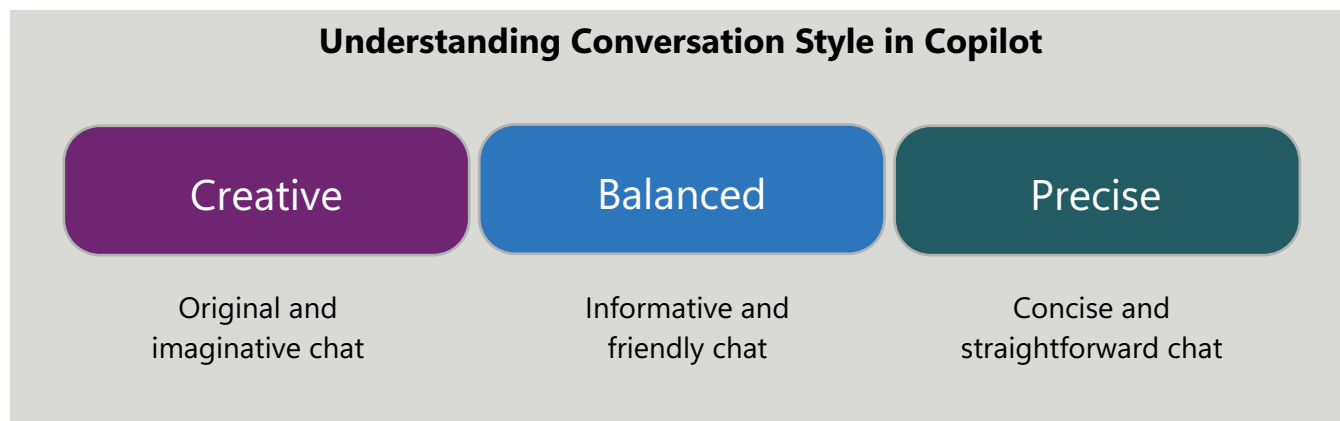 Understanding Conversation Style in Copilot
Creative
Balanced
Precise
Original and
imaginative chat
Informative and
friendly chat
Concise and
straightforward chat